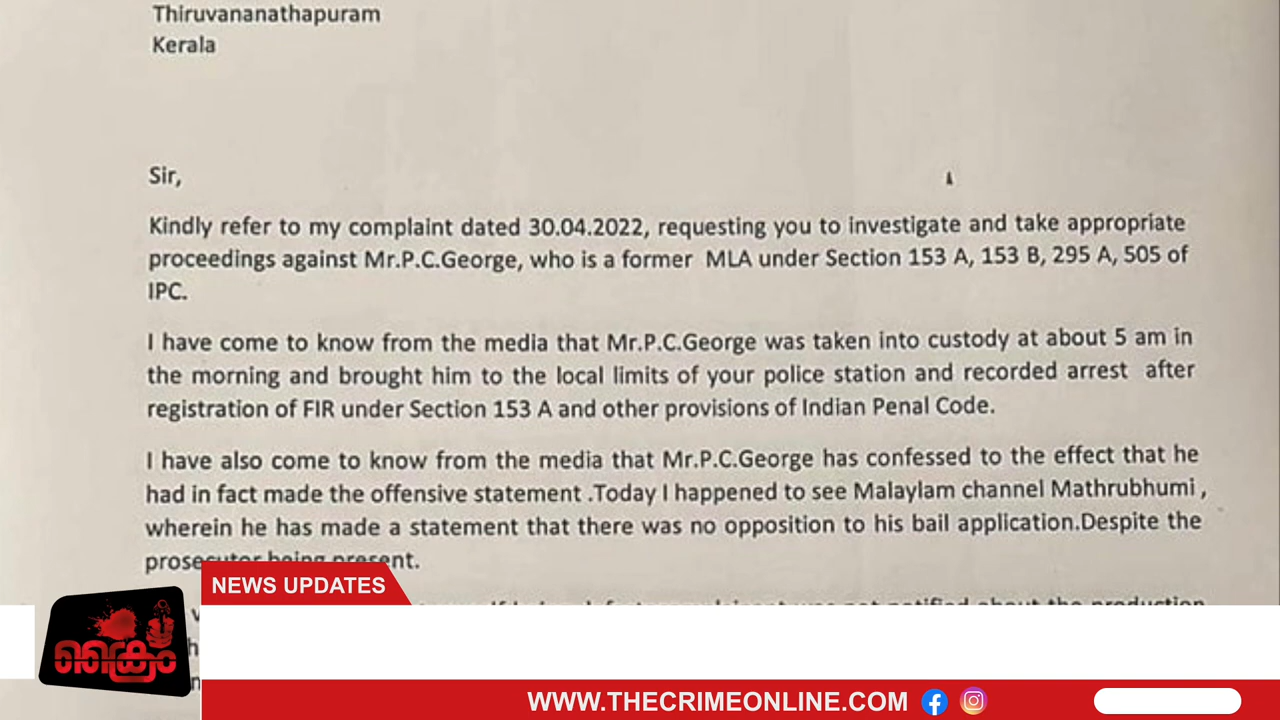 Thiruvananathapuram
Kerala
Sir,
Kindly refer to my complaint dated 30.04.2022, requesting you to investigate and take appropriate
proceedings against Mr.P.C.George, who is a former MLA under Section 153 A, 153 B, 295 A, 505 of
IPC.
I have come to know from the media that Mr.P.C.George was taken into custody at about 5 am in
the morning and brought him to the local limits of your police station and recorded arrest after
registration of FIR under Section 153 A and other provisions of Indian Penal Code.
I have also come to know from the media that Mr.P.C.George has confessed to the effect that he
had in fact made the offensive statement .Today I happened to see Malaylam channel Mathrubhumi ,
wherein he has made a statement that there was no opposition to his bail application.Despite the
prosecutor being present.
not notified about the production
NEWS UPDATES
ക്രൈം
WWW.THECRIMEONLINE.COM